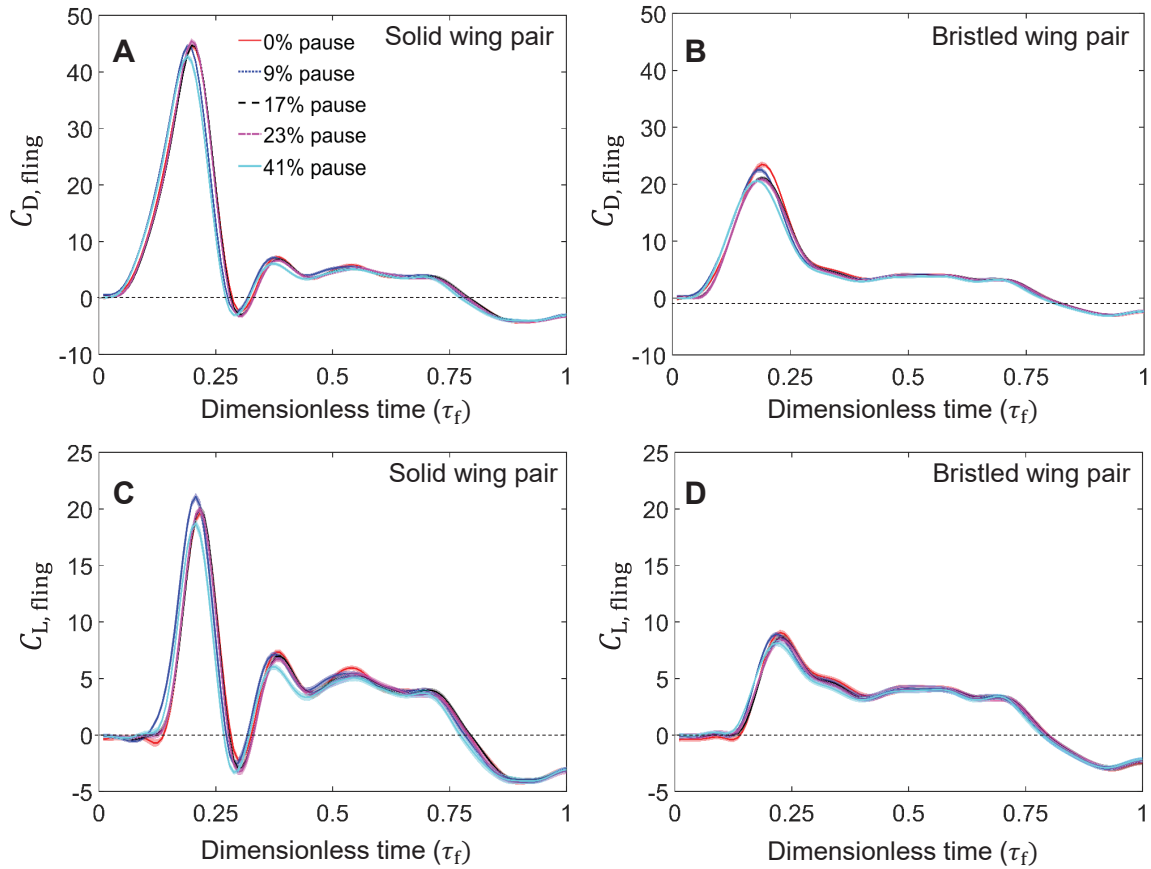 A
Solid wing pair
0% pause
9% pause
17% pause
23% pause
41% pause
50
40
30
20
10
0
-10
C_D, fling
0 0.25 0.5 0.75 1
Dimensionless time (τ_f)
B
Bristled wing pair
50
40
30
20
10
0
-10
C_D, fling
0 0.25 0.5 0.75 1
Dimensionless time (τ_f)
C
Solid wing pair
25
20
15
10
5
0
-5
C_L, fling
0 0.25 0.5 0.75 1
Dimensionless time (τ_f)
D
Bristled wing pair
25
20
15
10
5
0
-5
C_L, fling
0 0.25 0.5 0.75 1
Dimensionless time (τ_f)